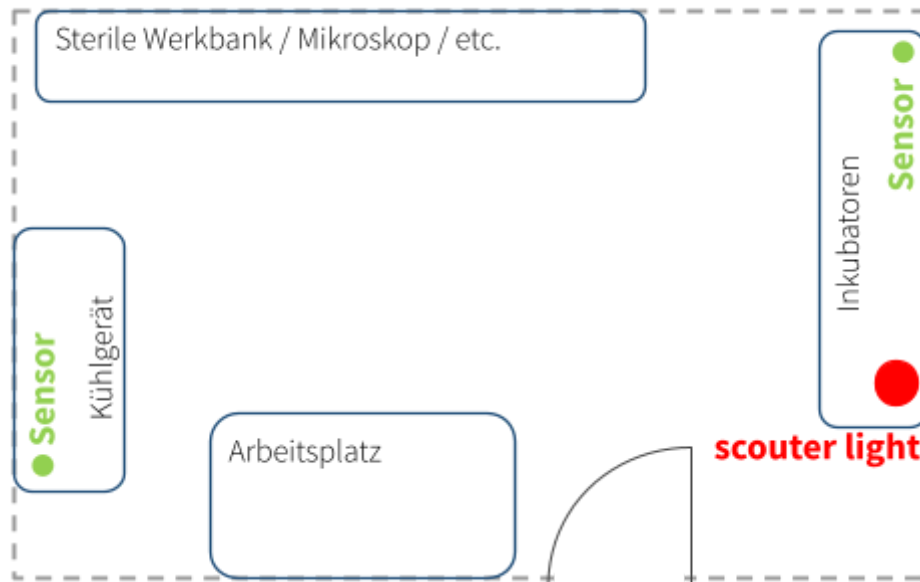 Sterile Werkbank / Mikroskop / etc.
Sensor
Inkubatoren
Sensor
Kühlgerät
Arbeitsplatz
scouter light